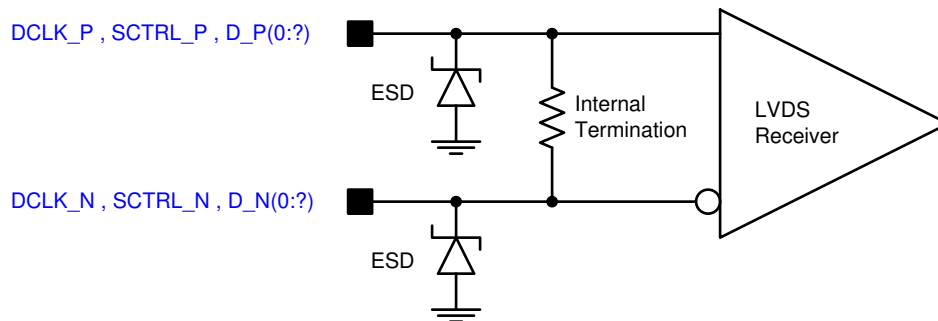 DCLK_P , SCTRL_P , D_P(0:?)
ESD
Internal
Termination
LVDS
Receiver
DCLK_N , SCTRL_N , D_N(0:?)
ESD